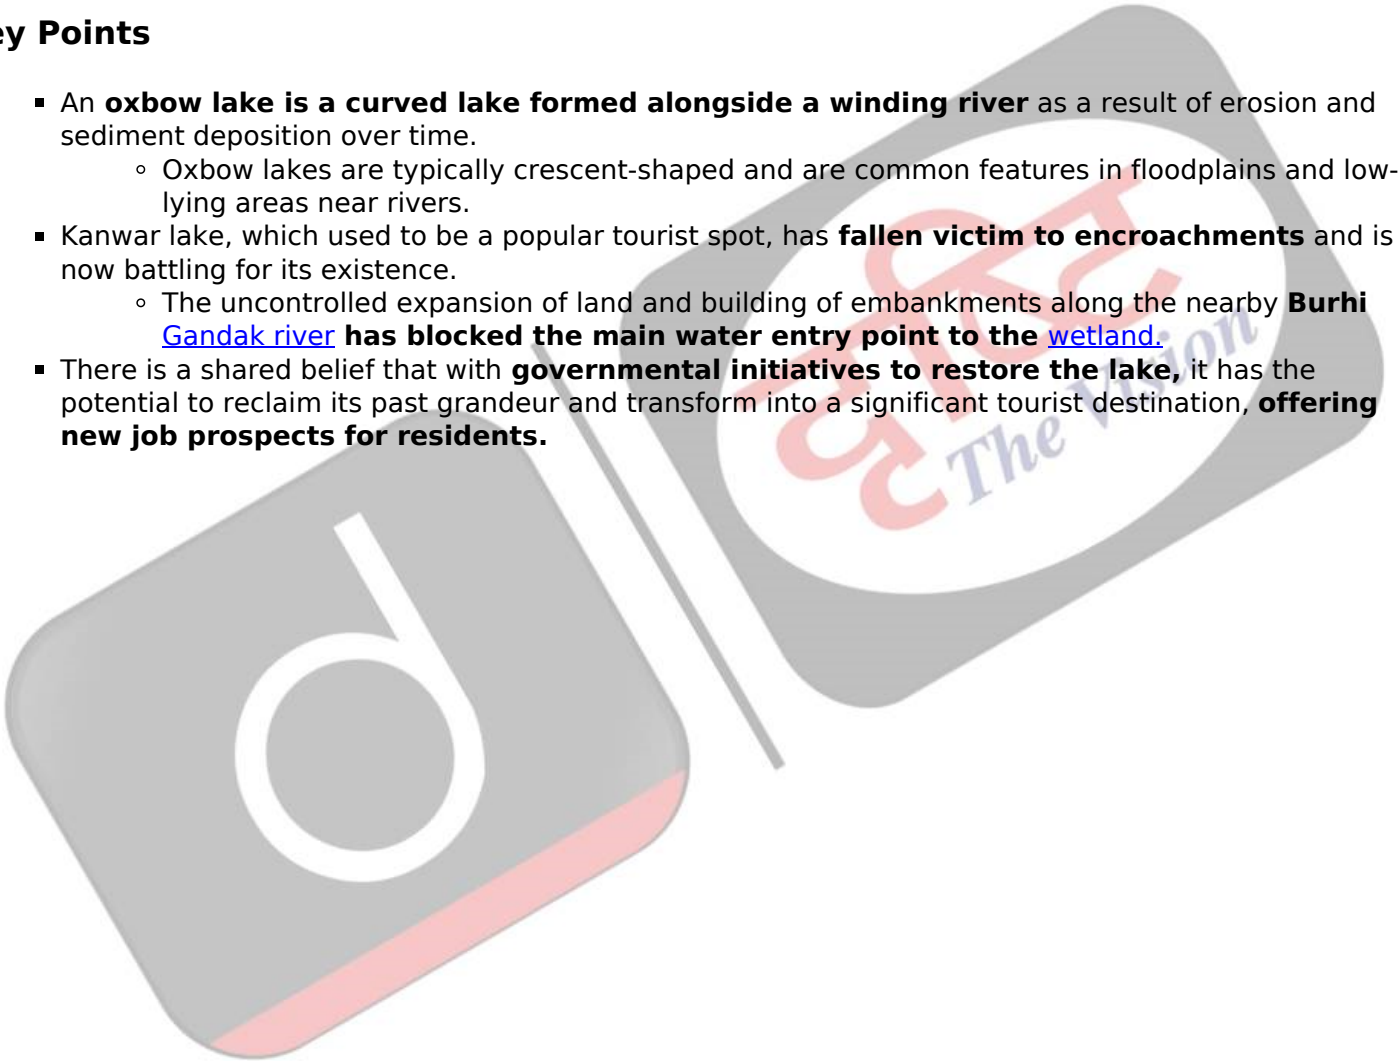 ey Points
▪ An oxbow lake is a curved lake formed alongside a winding river as a result of erosion and
sediment deposition over time.
◦ Oxbow lakes are typically crescent-shaped and are common features in floodplains and low-
lying areas near rivers.
▪ Kanwar lake, which used to be a popular tourist spot, has fallen victim to encroachments and is
now battling for its existence.
◦ The uncontrolled expansion of land and building of embankments along the nearby Burhi
Gandak river has blocked the main water entry point to the wetland.
▪ There is a shared belief that with governmental initiatives to restore the lake, it has the
potential to reclaim its past grandeur and transform into a significant tourist destination, offering
new job prospects for residents.
d
दृष्टि
The Vision